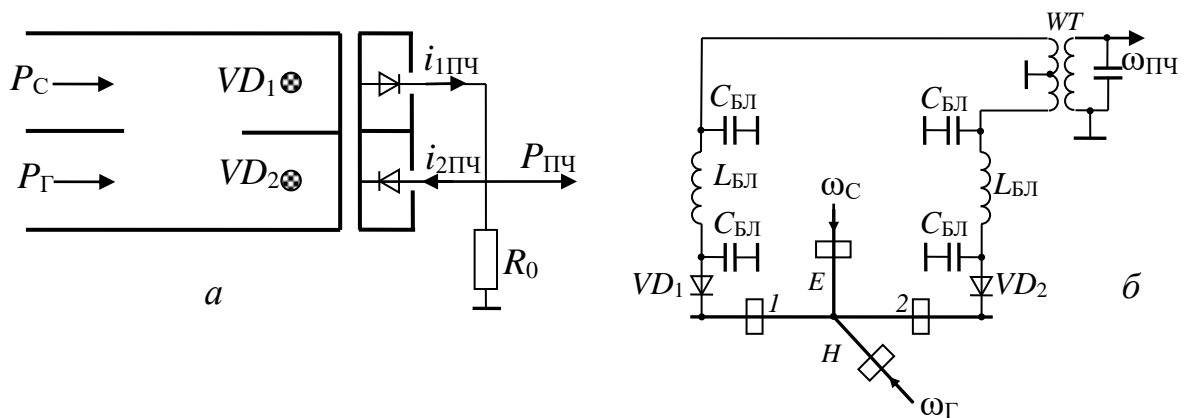 P_С
VD₁
i₁ПЧ
P_Г
VD₂
i₂ПЧ
P_ПЧ
R₀
а
WT
ω_ПЧ
C_БЛ
C_БЛ
L_БЛ
L_БЛ
ω_С
C_БЛ
C_БЛ
VD₁
E
VD₂
б
1
2
H
ω_Г